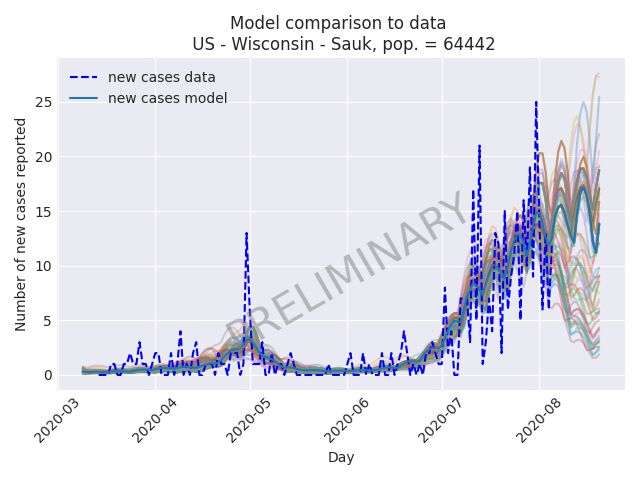 Model comparison to data
US - Wisconsin - Sauk, pop. = 64442
new cases data
new cases model
PRELIMINARY
Number of new cases reported
25
20
15
10
5
0
2020-03
2020-04
2020-05
2020-06
2020-07
2020-08
Day